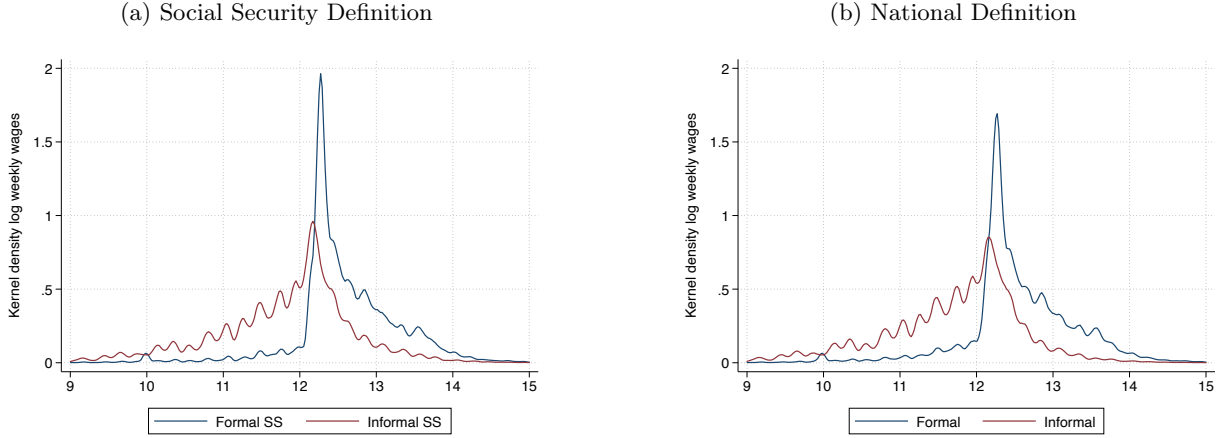 (a) Social Security Definition
Kernel density log weekly wages
2
1.5
1
.5
0
9 10 11 12 13 14 15
Formal SS Informal SS
(b) National Definition
Kernel density log weekly wages
2
1.5
1
.5
0
9 10 11 12 13 14 15
Formal Informal